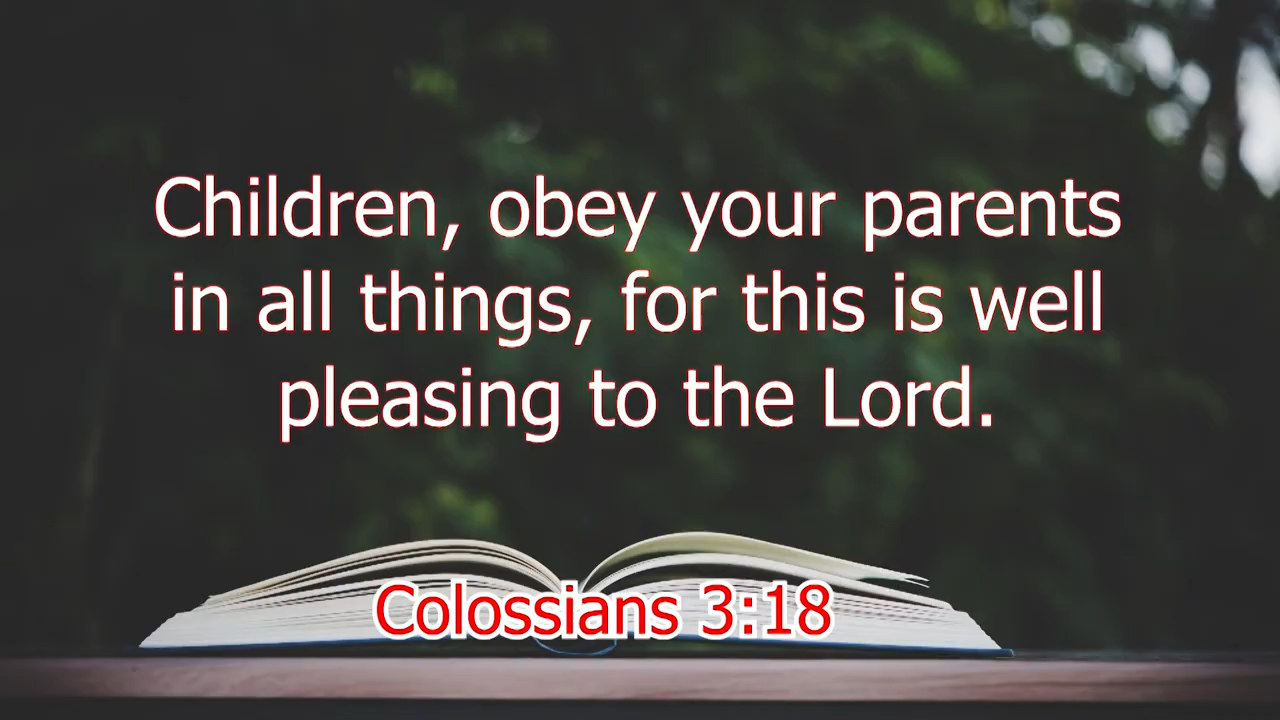 Children, obey your parents
in all things, for this is well
pleasing to the Lord.
Colossians 3:18